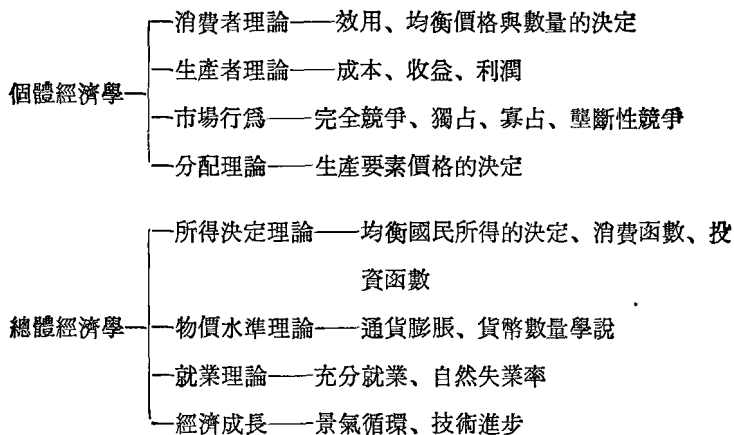 消費者理論——效用、均衡價格與數量的決定
生產者理論——成本、收益、利潤
個體經濟學
市場行爲——完全競爭、獨占、寡占、壟斷性競爭
分配理論——生產要素價格的決定
所得決定理論——均衡國民所得的決定、消費函數、投
資函數
總體經濟學
物價水準理論——通貨膨脹、貨幣數量學說
就業理論——充分就業、自然失業率
經濟成長——景氣循環、技術進步